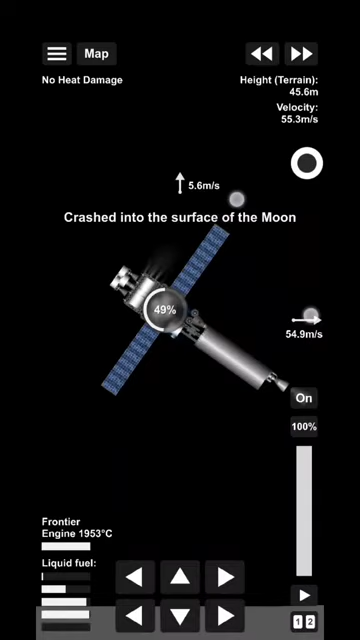 Map
No Heat Damage
Height (Terrain):
45.6m
Velocity:
55.3m/s
5.6m/s
Crashed into the surface of the Moon
49%
54.9m/s
On
100%
Frontier
Engine 1953°C
Liquid fuel:
1 2